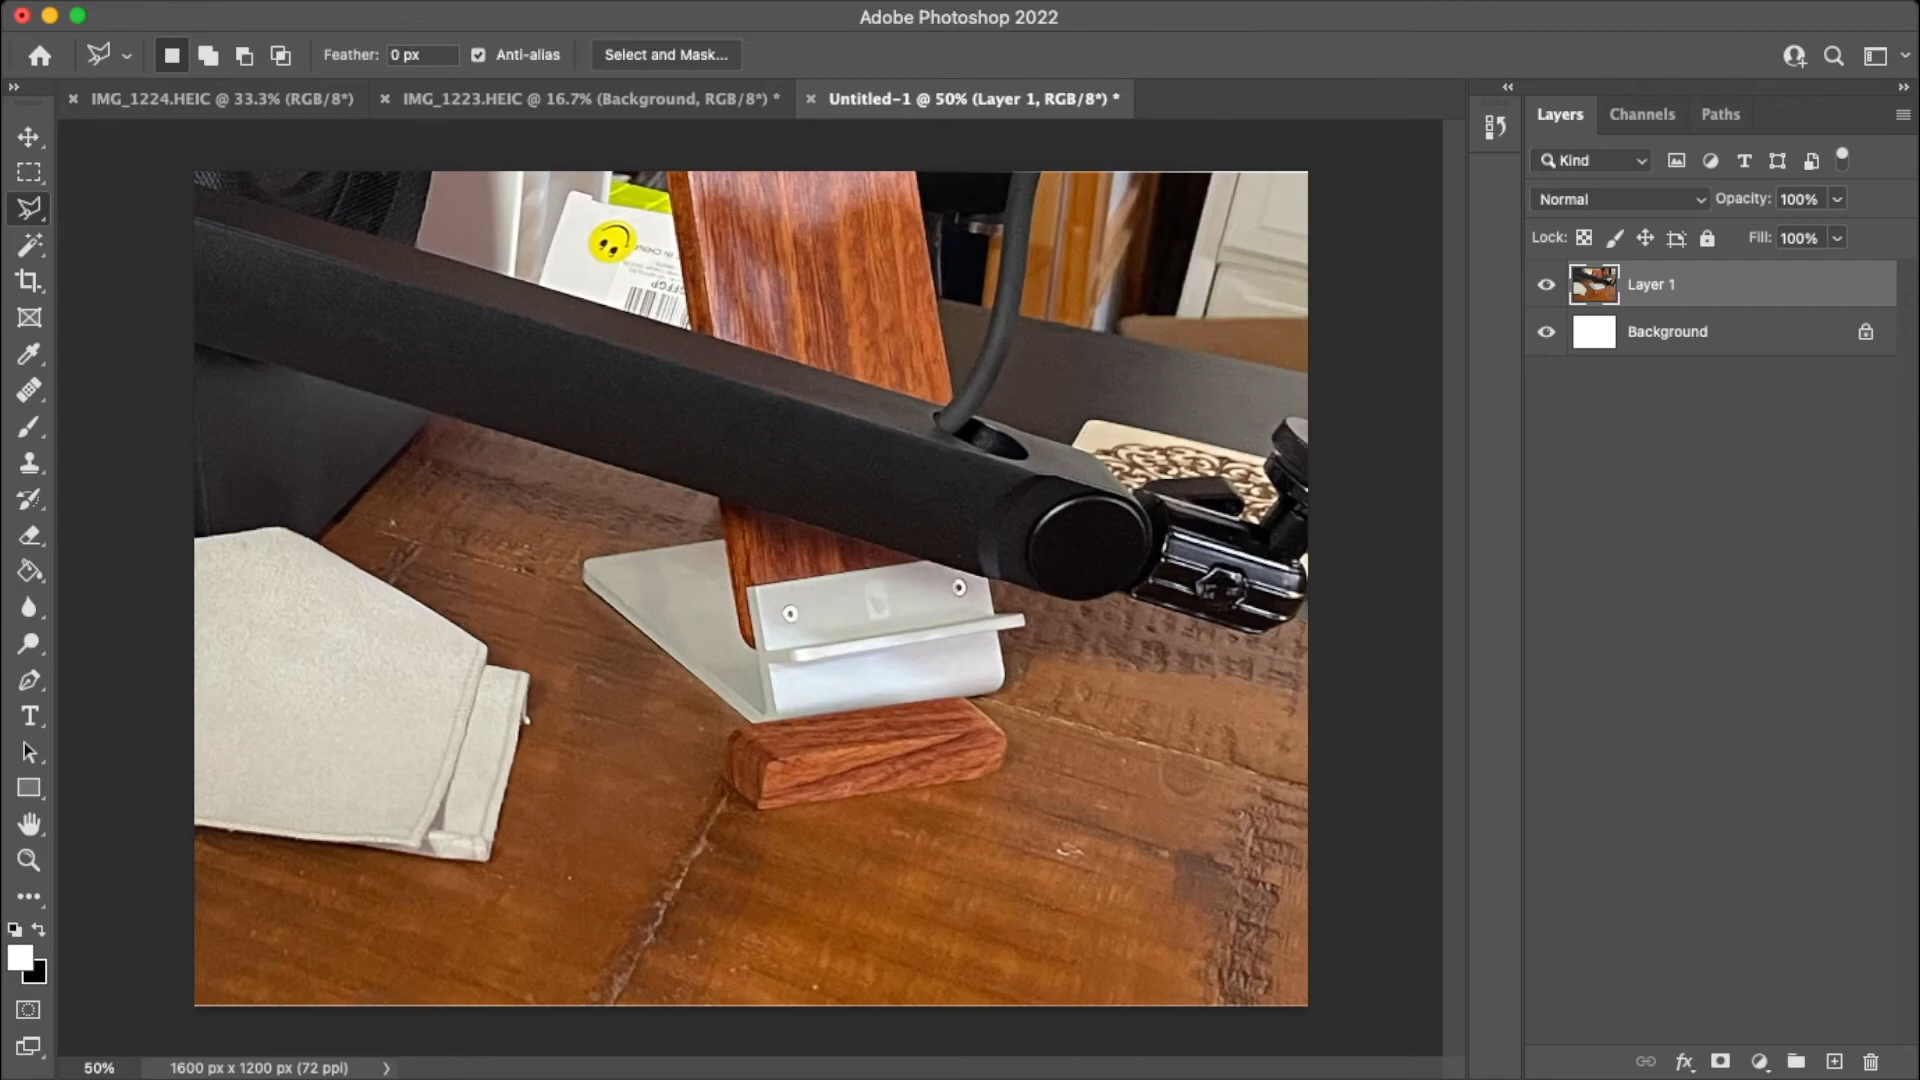 Adobe Photoshop 2022
Feather: 0 px Anti-alias Select and Mask...
IMG_1224.HEIC @ 33.3% (RGB/8*) IMG_1223.HEIC @ 16.7% (Background, RGB/8*) * Untitled-1 @ 50% (Layer 1, RGB/8*) *
Layers Channels Paths
Kind
Normal Opacity: 100%
Lock: Fill: 100%
Layer 1
Background
50% 1600 px x 1200 px (72 ppi)